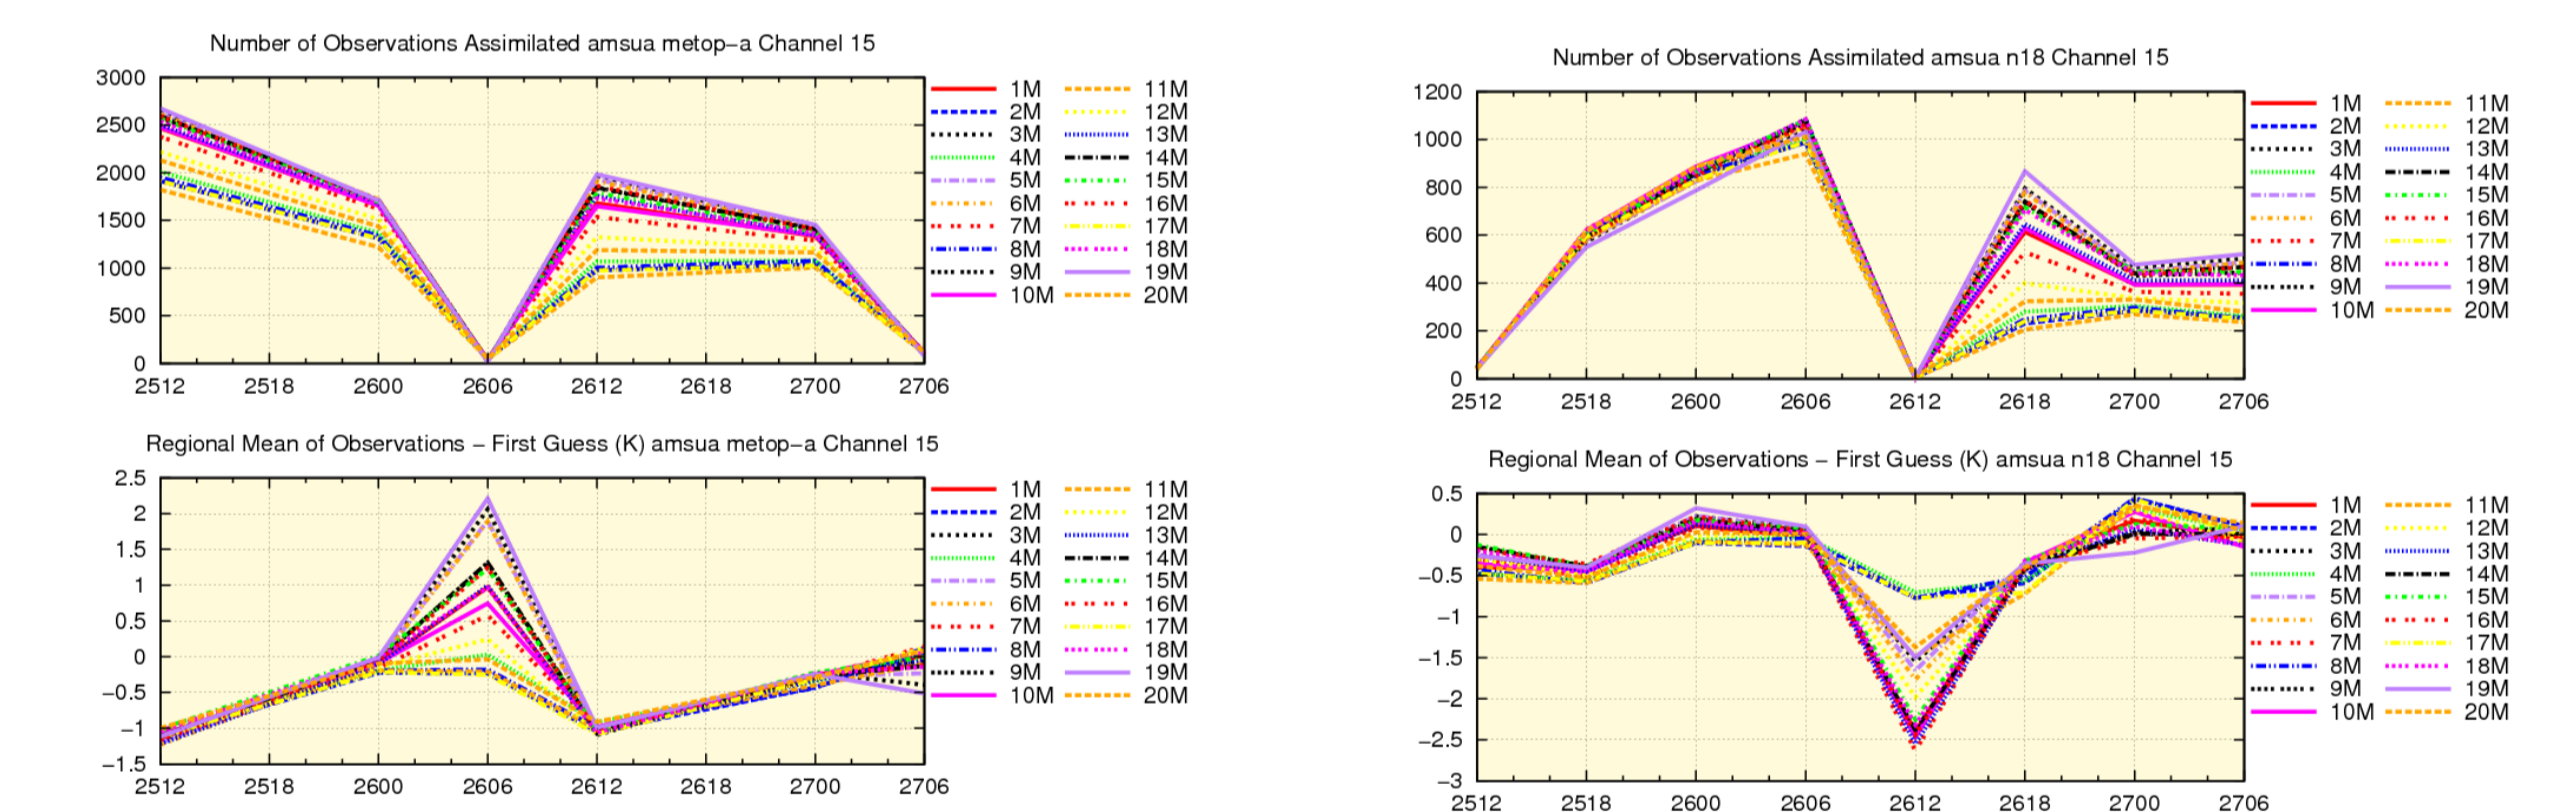 Number of Observations Assimilated amsua metop−a Channel 15
3000
2500
2000
1500
1000
500
0
2512 2518 2600 2606 2612 2618 2700 2706
1M 11M
2M 12M
3M 13M
4M 14M
5M 15M
6M 16M
7M 17M
8M 18M
9M 19M
10M 20M
Number of Observations Assimilated amsua n18 Channel 15
1200
1000
800
600
400
200
0
2512 2518 2600 2606 2612 2618 2700 2706
1M 11M
2M 12M
3M 13M
4M 14M
5M 15M
6M 16M
7M 17M
8M 18M
9M 19M
10M 20M
Regional Mean of Observations − First Guess (K) amsua metop−a Channel 15
2.5
2
1.5
1
0.5
0
−0.5
−1
−1.5
2512 2518 2600 2606 2612 2618 2700 2706
1M 11M
2M 12M
3M 13M
4M 14M
5M 15M
6M 16M
7M 17M
8M 18M
9M 19M
10M 20M
Regional Mean of Observations − First Guess (K) amsua n18 Channel 15
0.5
0
−0.5
−1
−1.5
−2
−2.5
−3
2512 2518 2600 2606 2612 2618 2700 2706
1M 11M
2M 12M
3M 13M
4M 14M
5M 15M
6M 16M
7M 17M
8M 18M
9M 19M
10M 20M